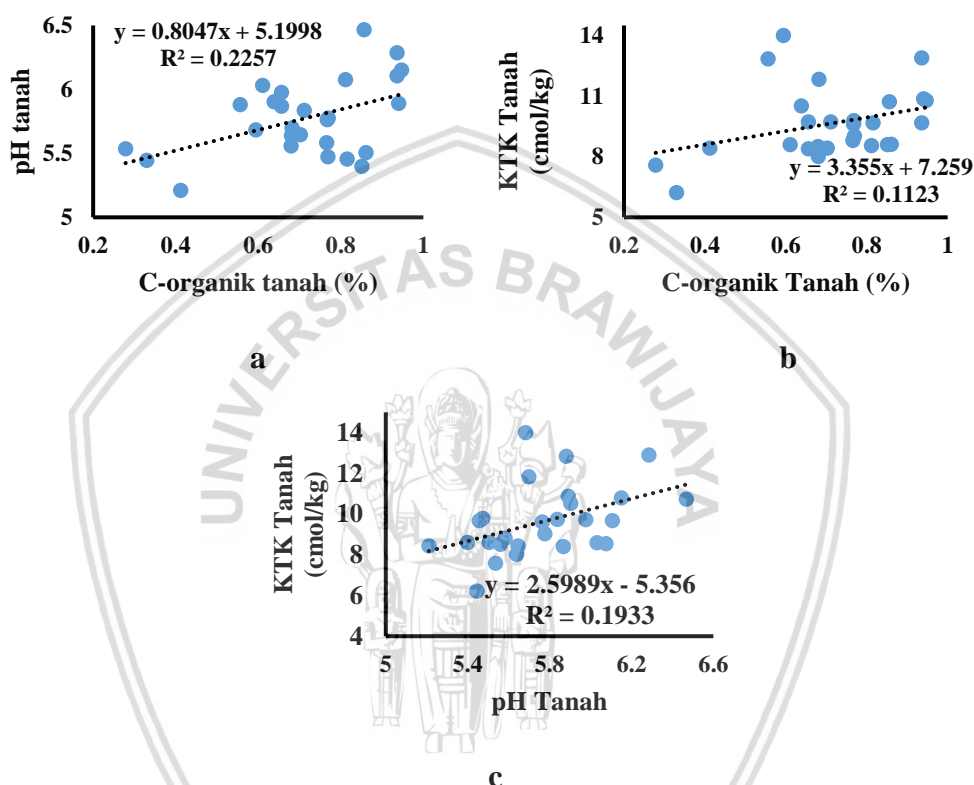 y = 0.8047x + 5.1998
R² = 0.2257
pH tanah
6.5
6
5.5
5
0.2
0.4
0.6
0.8
1
C-organik tanah (%)
a
KTK Tanah
(cmol/kg)
14
11
8
5
y = 3.355x + 7.259
R² = 0.1123
0.2
0.4
0.6
0.8
1
C-organik Tanah (%)
b
UNIVERSITAS BRAWIJAYA
KTK Tanah
(cmol/kg)
14
12
10
8
6
4
y = 2.5989x - 5.356
R² = 0.1933
5
5.4
5.8
6.2
6.6
pH Tanah
c